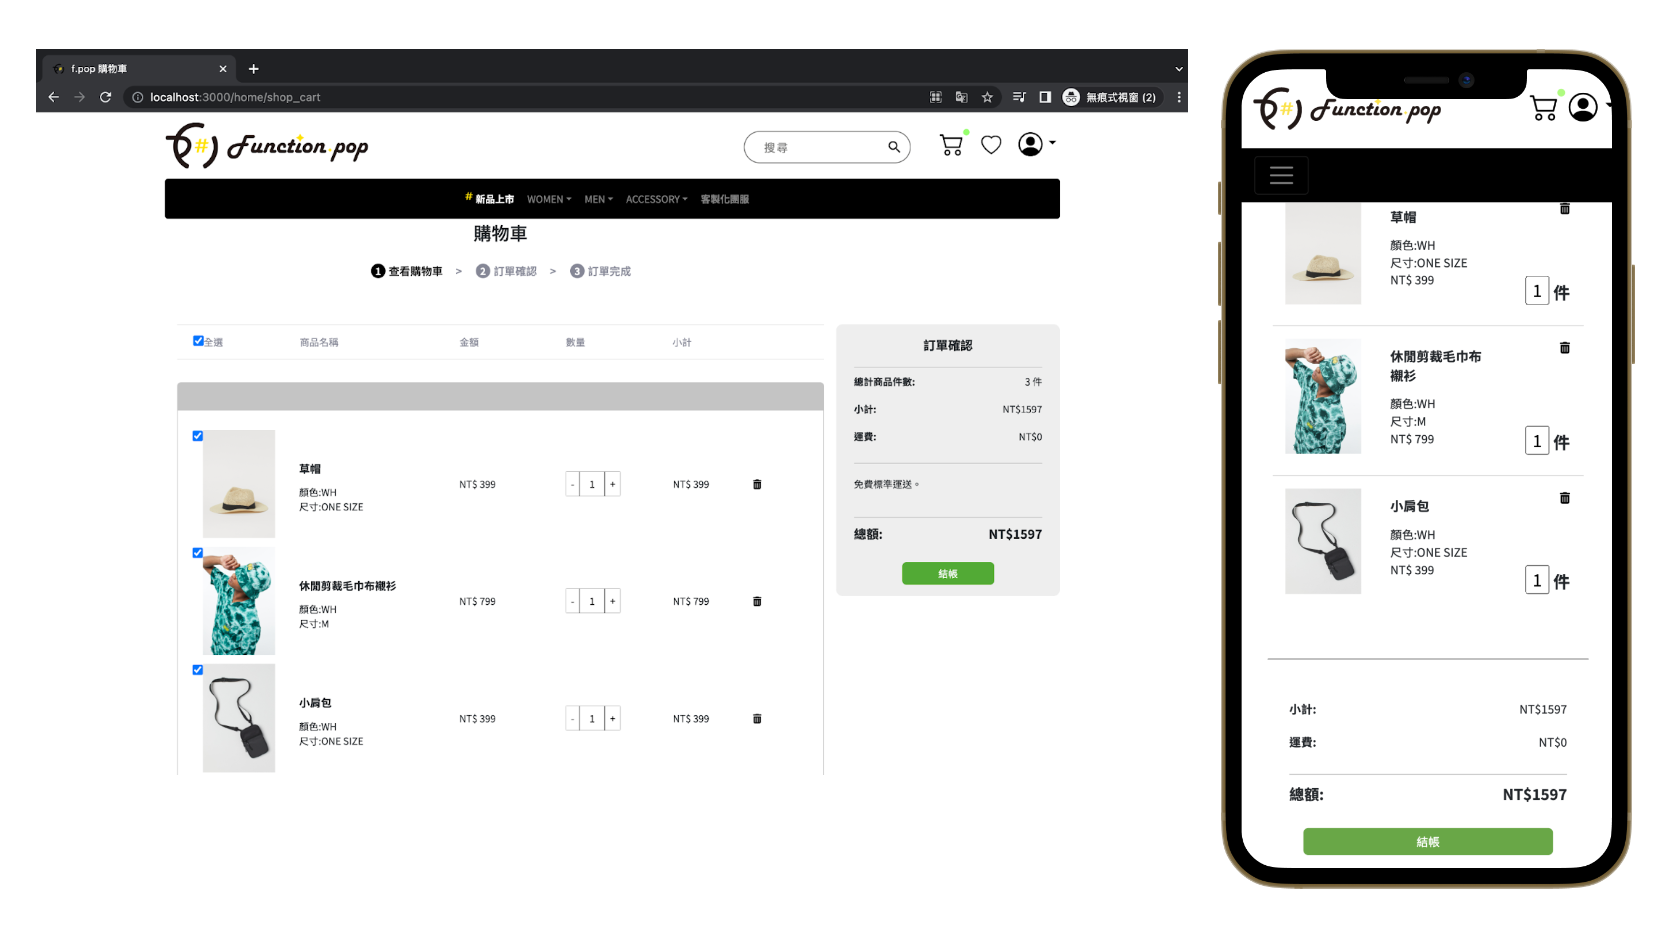 f.pop 購物車
localhost:3000/home/shop_cart
無痕式視窗 (2)
#) Function.pop
搜尋
# 新品上市 WOMEN MEN ACCESSORY 客製化團服
購物車
1 查看購物車 > 2 訂單確認 > 3 訂單完成
全選 商品名稱 金額 數量 小計
草帽
顏色:WH
尺寸:ONE SIZE
NT$ 399 - 1 + NT$ 399
休閒剪裁毛巾布襯衫
顏色:WH
尺寸:M
NT$ 799 - 1 + NT$ 799
小肩包
顏色:WH
尺寸:ONE SIZE
NT$ 399 - 1 + NT$ 399
訂單確認
總計商品件數: 3 件
小計: NT$1597
運費: NT$0
免費標準運送。
總額: NT$1597
結帳
#) Function.pop
草帽
顏色:WH
尺寸:ONE SIZE
NT$ 399
1 件
休閒剪裁毛巾布
襯衫
顏色:WH
尺寸:M
NT$ 799
1 件
小肩包
顏色:WH
尺寸:ONE SIZE
NT$ 399
1 件
小計: NT$1597
運費: NT$0
總額: NT$1597
結帳